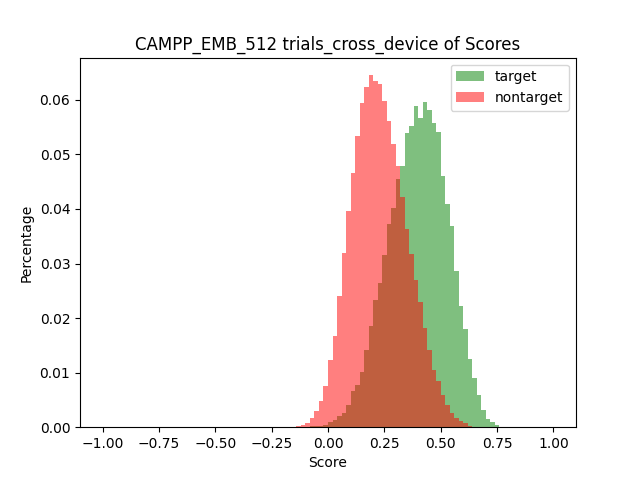 CAMPP_EMB_512 trials_cross_device of Scores
target
nontarget
Percentage
0.06
0.05
0.04
0.03
0.02
0.01
0.00
−1.00 −0.75 −0.50 −0.25 0.00 0.25 0.50 0.75 1.00
Score